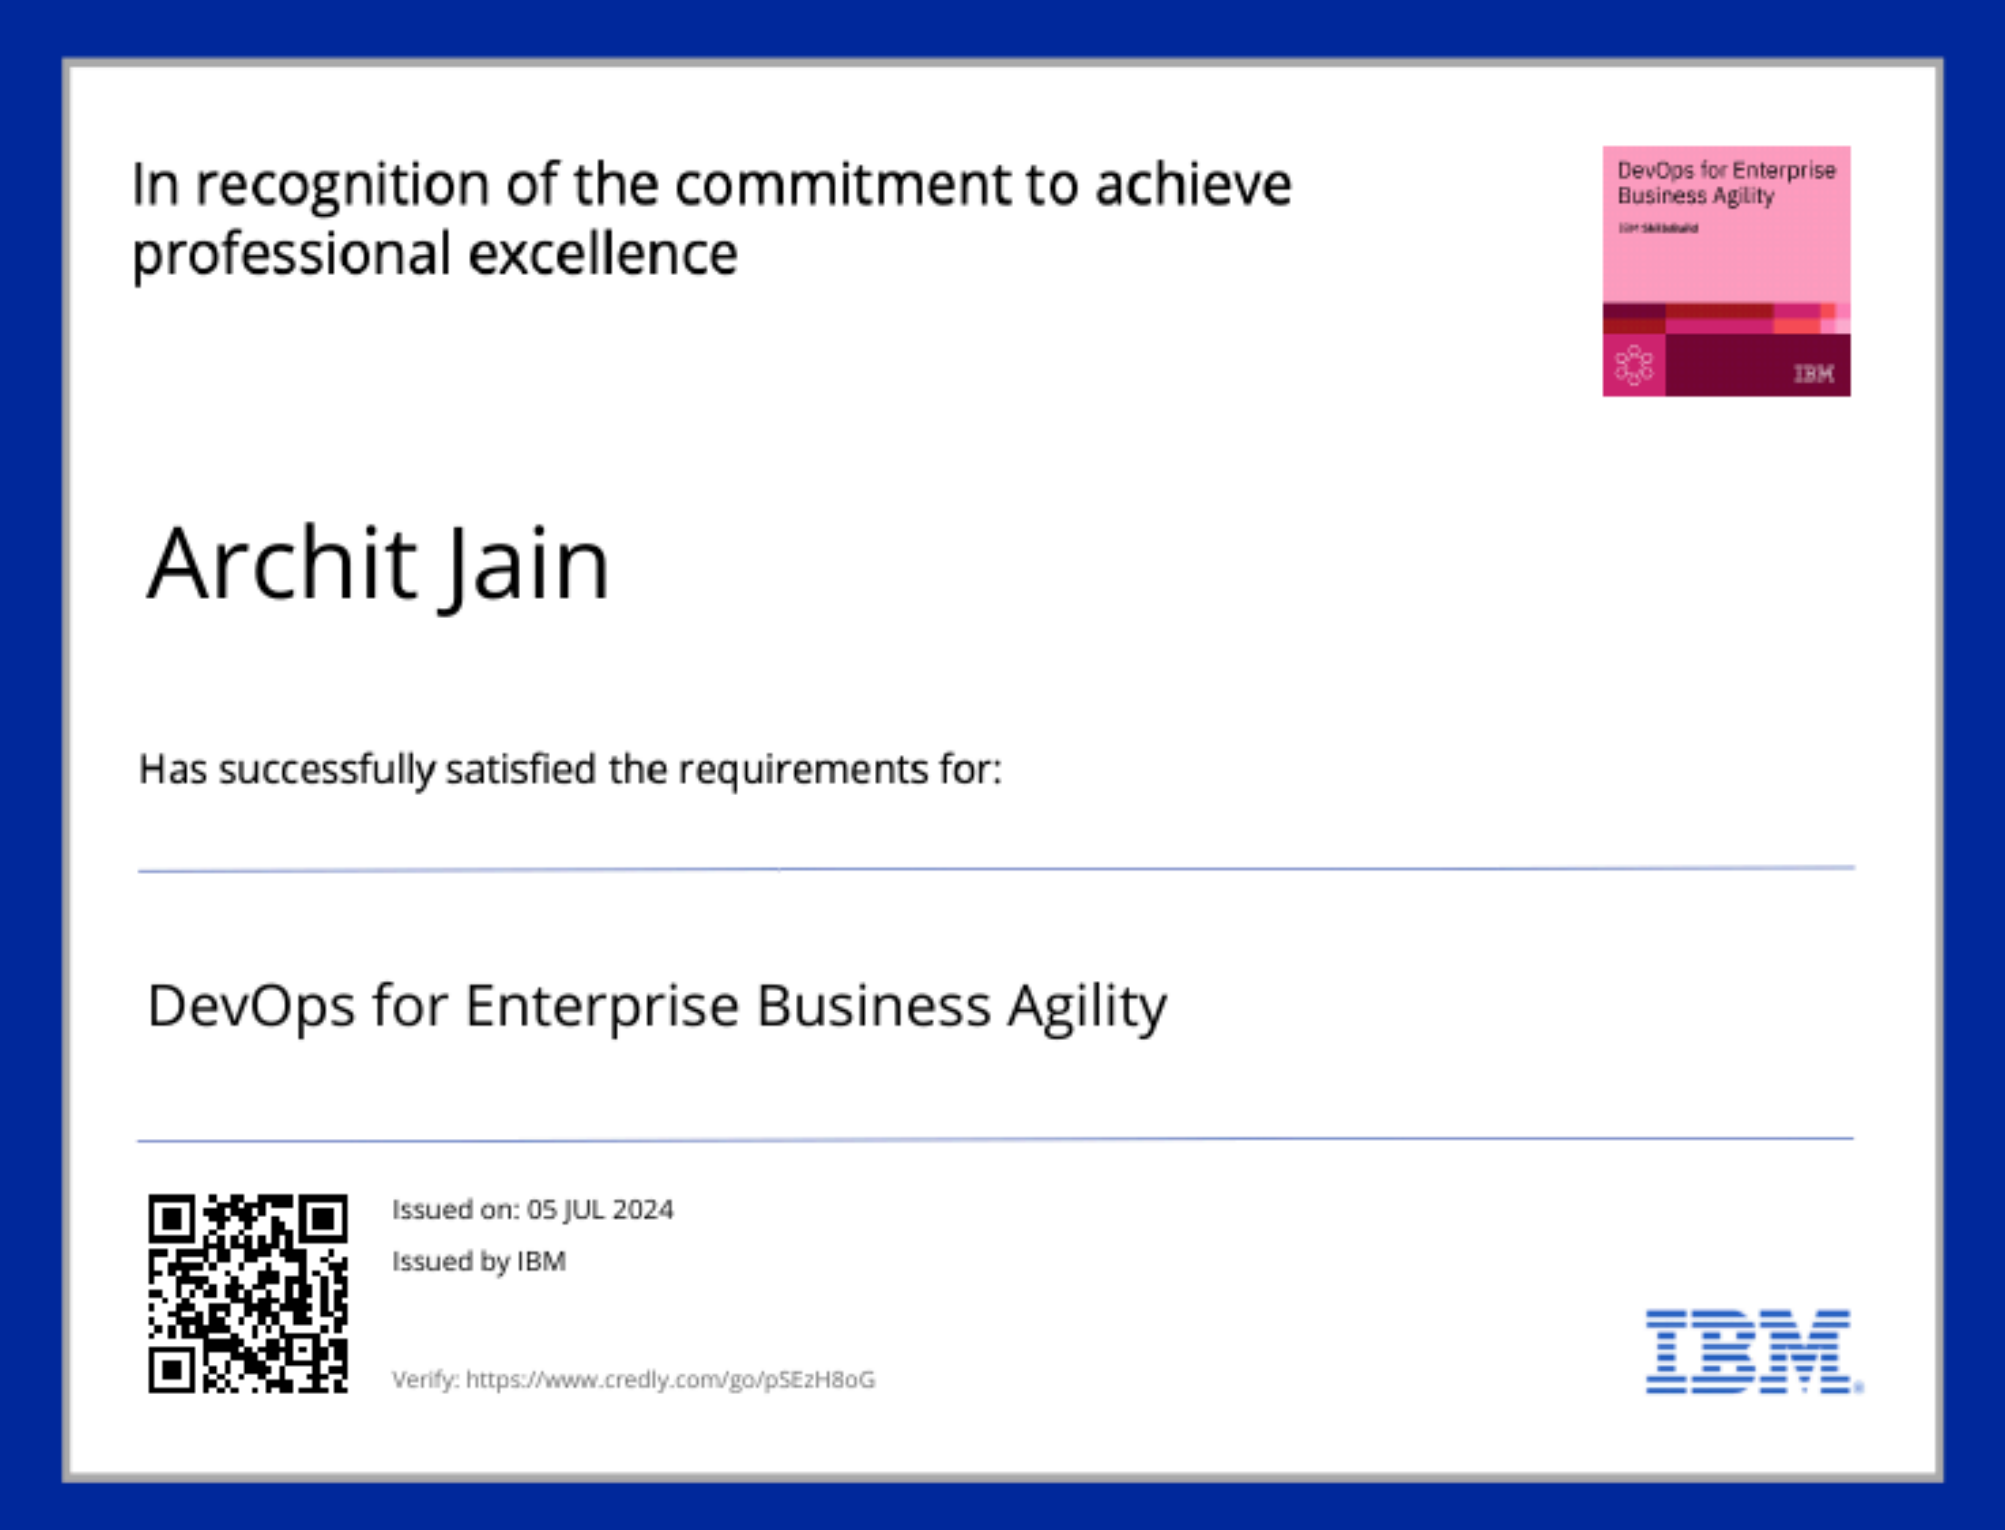 In recognition of the commitment to achieve
professional excellence
DevOps for Enterprise
Business Agility
IBM SkillsBuild
IBM
Archit Jain
Has successfully satisfied the requirements for:
DevOps for Enterprise Business Agility
Issued on: 05 JUL 2024
Issued by IBM
Verify: https://www.credly.com/go/pSEzH8oG
IBM®